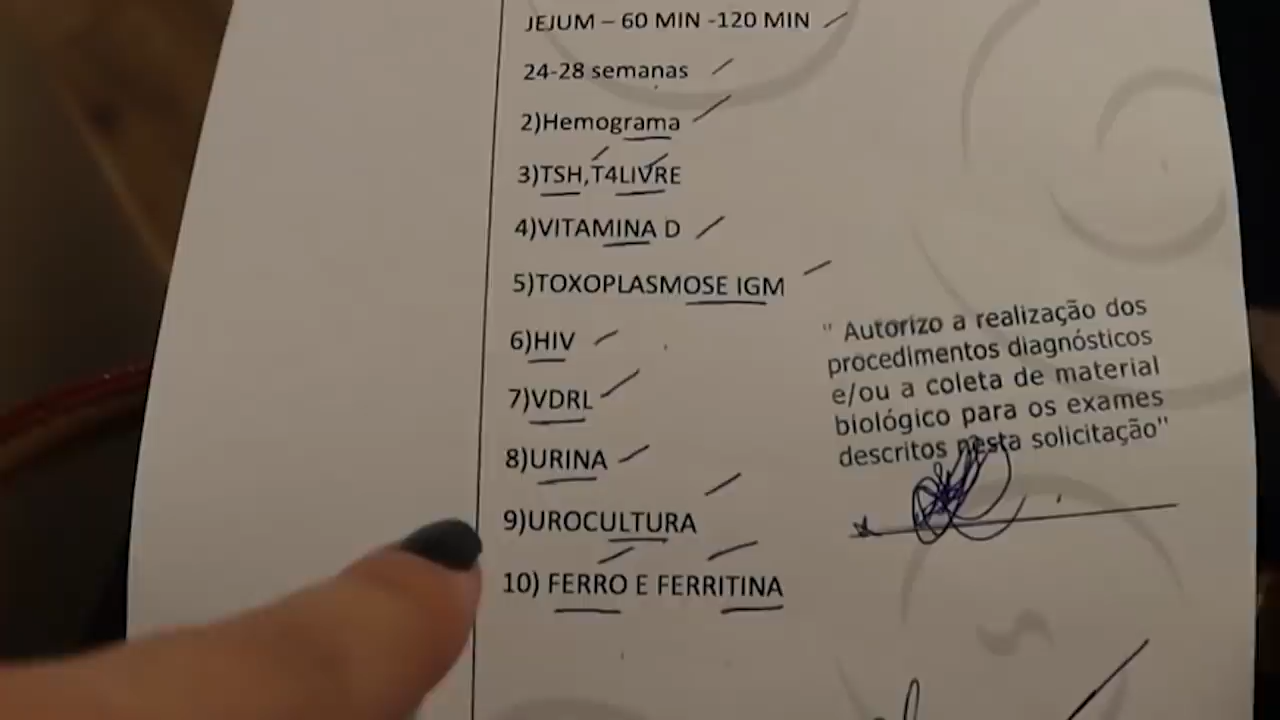 JEJUM – 60 MIN -120 MIN
24-28 semanas
2)Hemograma
3)TSH,T4LIVRE
4)VITAMINA D
5)TOXOPLASMOSE IGM
6)HIV
7)VDRL
8)URINA
9)UROCULTURA
10) FERRO E FERRITINA
" Autorizo a realização dos
procedimentos diagnósticos
e/ou a coleta de material
biológico para os exames
descritos nesta solicitação"